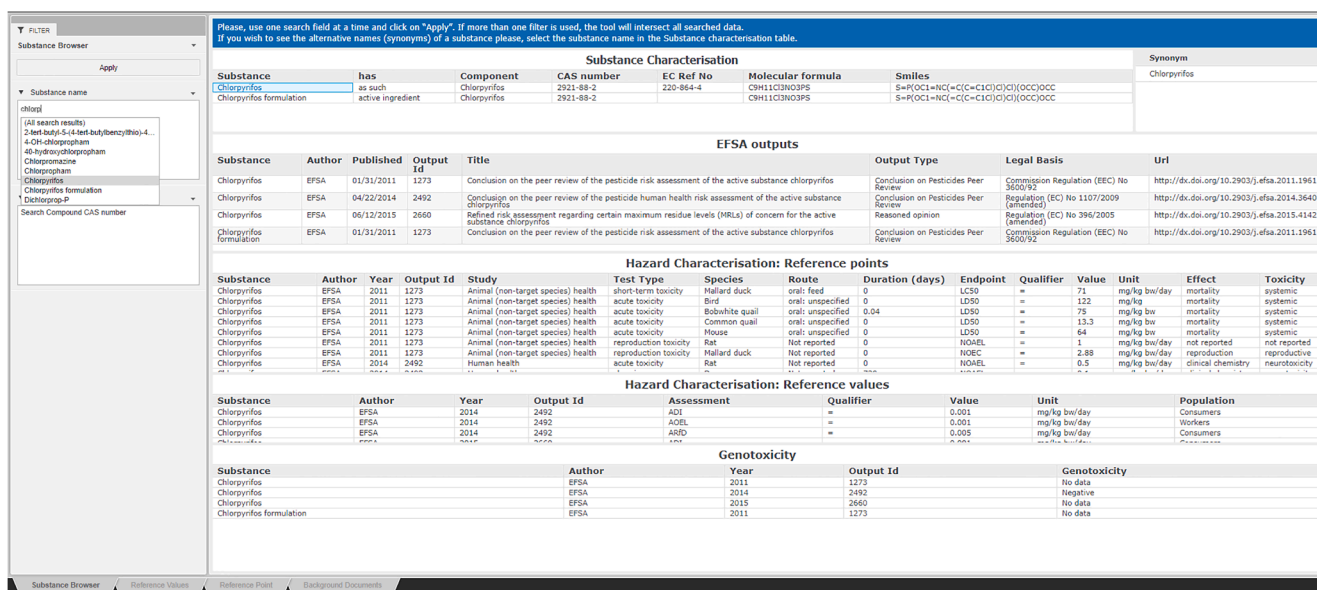 FILTER
Substance Browser
Apply
Substance name
chlorp
(All search results)
2-tert-butyl-5-(4-tert-butylbenzylthio)-4...
4-OH-chlorpropham
40-hydroxychlorpropham
Chlorpromazine
Chlorpropham
Chlorpyrifos
Chlorpyrifos formulation
Dichlorprop-P
Search Compound CAS number
Please, use one search field at a time and click on "Apply". If more than one filter is used, the tool will intersect all searched data.
If you wish to see the alternative names (synonyms) of a substance please, select the substance name in the Substance characterisation table.
Substance Characterisation
Substance has Component CAS number EC Ref No Molecular formula Smiles
Chlorpyrifos as such Chlorpyrifos 2921-88-2 220-864-4 C9H11Cl3NO3PS S=P(OC1=NC(=C(C=C1Cl)Cl)Cl)(OCC)OCC
Chlorpyrifos formulation active ingredient Chlorpyrifos 2921-88-2 C9H11Cl3NO3PS S=P(OC1=NC(=C(C=C1Cl)Cl)Cl)(OCC)OCC
Synonym
Chlorpyrifos
EFSA outputs
Substance Author Published Output Id Title Output Type Legal Basis Url
Chlorpyrifos EFSA 01/31/2011 1273 Conclusion on the peer review of the pesticide risk assessment of the active substance chlorpyrifos Conclusion on Pesticides Peer Review Commission Regulation (EEC) No 3600/92 http://dx.doi.org/10.2903/j.efsa.2011.1961
Chlorpyrifos EFSA 04/22/2014 2492 Conclusion on the peer review of the pesticide human health risk assessment of the active substance chlorpyrifos Conclusion on Pesticides Peer Review Regulation (EC) No 1107/2009 (amended) http://dx.doi.org/10.2903/j.efsa.2014.3640
Chlorpyrifos EFSA 06/12/2015 2660 Refined risk assessment regarding certain maximum residue levels (MRLs) of concern for the active substance chlorpyrifos Reasoned opinion Regulation (EC) No 396/2005 (amended) http://dx.doi.org/10.2903/j.efsa.2015.4142
Chlorpyrifos formulation EFSA 01/31/2011 1273 Conclusion on the peer review of the pesticide risk assessment of the active substance chlorpyrifos Conclusion on Pesticides Peer Review Commission Regulation (EEC) No 3600/92 http://dx.doi.org/10.2903/j.efsa.2011.1961
Hazard Characterisation: Reference points
Substance Author Year Output Id Study Test Type Species Route Duration (days) Endpoint Qualifier Value Unit Effect Toxicity
Chlorpyrifos EFSA 2011 1273 Animal (non-target species) health short-term toxicity Mallard duck oral: feed 0 LC50 = 71 mg/kg bw/day mortality systemic
Chlorpyrifos EFSA 2011 1273 Animal (non-target species) health acute toxicity Bird oral: unspecified 0 LD50 = 122 mg/kg mortality systemic
Chlorpyrifos EFSA 2011 1273 Animal (non-target species) health acute toxicity Bobwhite quail oral: unspecified 0.04 LD50 = 75 mg/kg bw mortality systemic
Chlorpyrifos EFSA 2011 1273 Animal (non-target species) health acute toxicity Common quail oral: unspecified 0 LD50 = 13.3 mg/kg bw mortality systemic
Chlorpyrifos EFSA 2011 1273 Animal (non-target species) health acute toxicity Mouse oral: unspecified 0 LD50 = 64 mg/kg bw mortality systemic
Chlorpyrifos EFSA 2011 1273 Animal (non-target species) health reproduction toxicity Rat Not reported 0 NOAEL = 1 mg/kg bw/day not reported not reported
Chlorpyrifos EFSA 2011 1273 Animal (non-target species) health reproduction toxicity Mallard duck Not reported 0 NOEC = 2.88 mg/kg bw/day reproduction reproductive
Chlorpyrifos EFSA 2014 2492 Human health acute toxicity Rat Not reported 0 NOAEL = 0.5 mg/kg bw/day clinical chemistry neurotoxicity
Hazard Characterisation: Reference values
Substance Author Year Output Id Assessment Qualifier Value Unit Population
Chlorpyrifos EFSA 2014 2492 ADI = 0.001 mg/kg bw/day Consumers
Chlorpyrifos EFSA 2014 2492 AOEL = 0.001 mg/kg bw/day Workers
Chlorpyrifos EFSA 2014 2492 ARfD = 0.005 mg/kg bw/day Consumers
Genotoxicity
Substance Author Year Output Id Genotoxicity
Chlorpyrifos EFSA 2011 1273 No data
Chlorpyrifos EFSA 2014 2492 Negative
Chlorpyrifos EFSA 2015 2660 No data
Chlorpyrifos formulation EFSA 2011 1273 No data
Substance Browser Reference Values Reference Point Background Documents